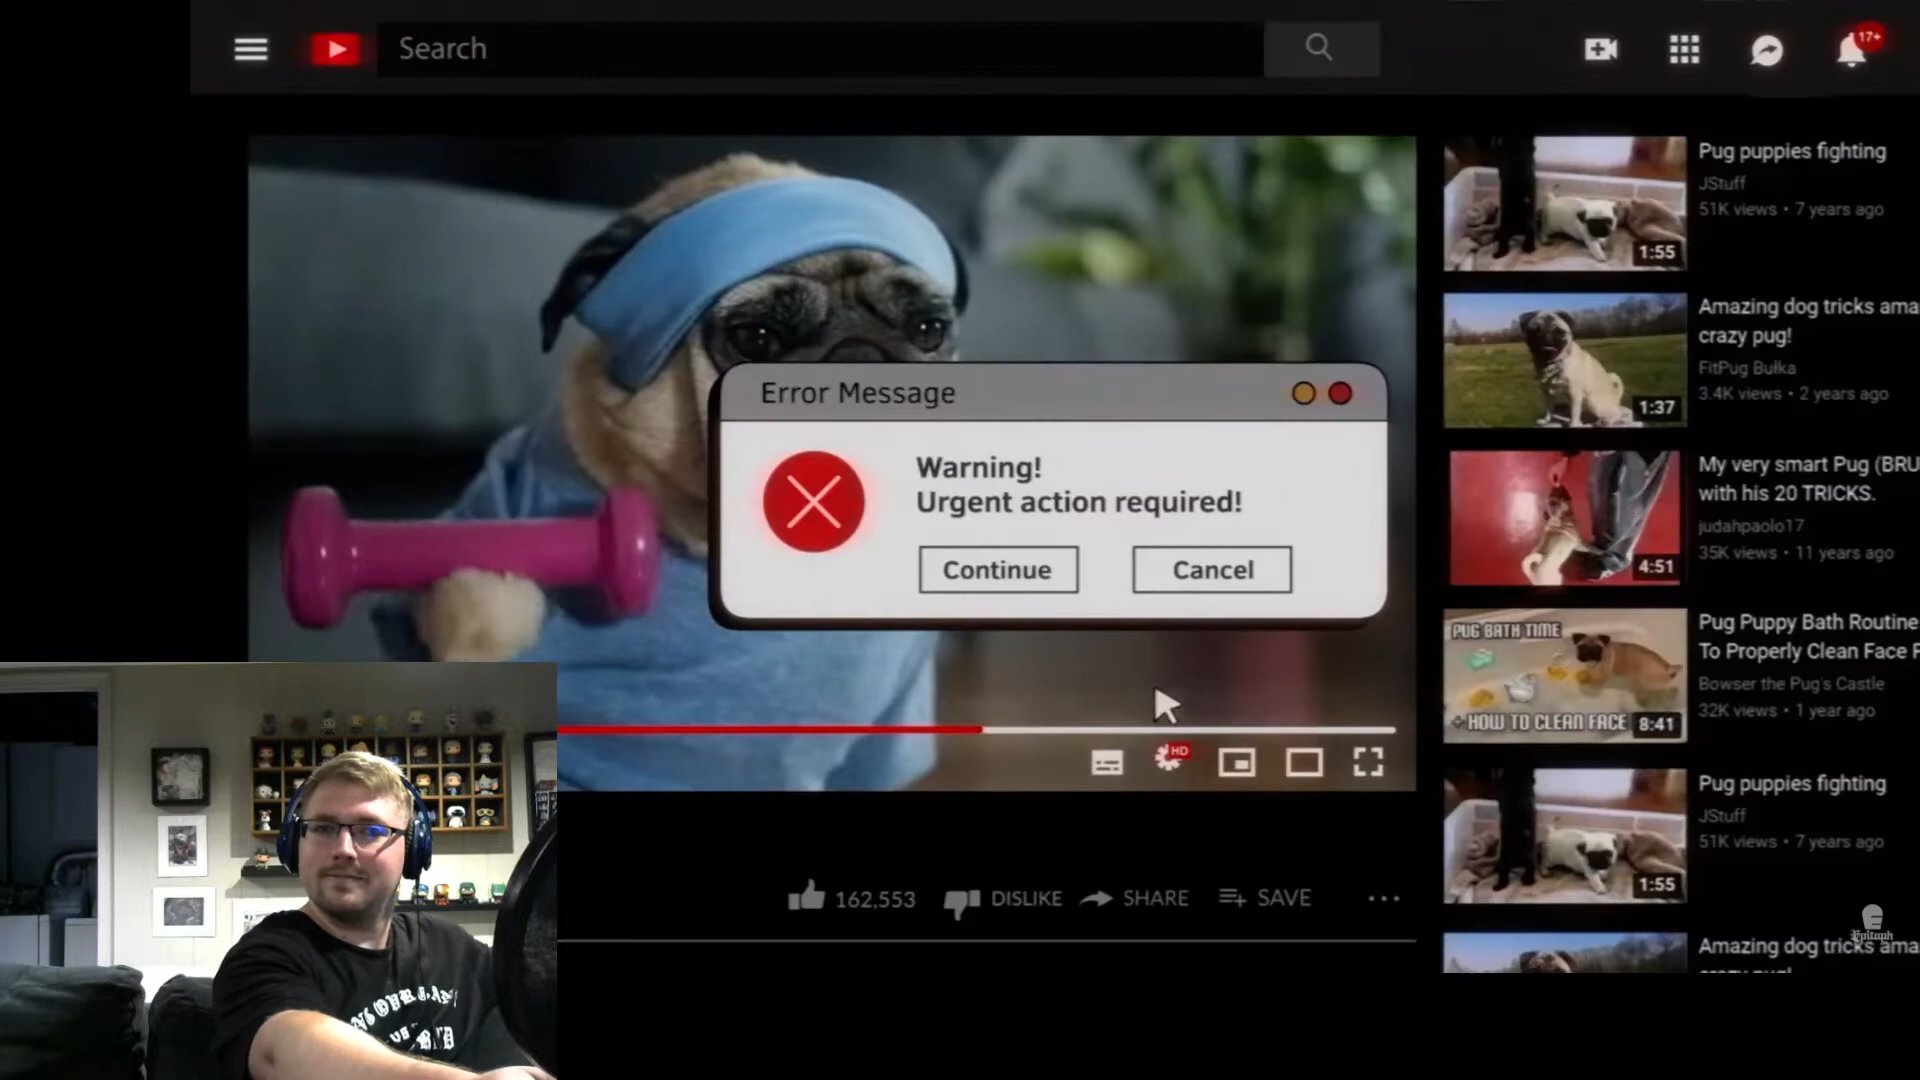 Search
17+
Error Message
Warning!
Urgent action required!
Continue
Cancel
HD
162,553
DISLIKE
SHARE
SAVE
Pug puppies fighting
JStuff
51K views • 7 years ago
1:55
Amazing dog tricks ama
crazy pug!
FitPug Bułka
3.4K views • 2 years ago
1:37
My very smart Pug (BRU
with his 20 TRICKS.
judahpaolo17
35K views • 11 years ago
4:51
PUG BATH TIME
+ HOW TO CLEAN FACE
8:41
Pug Puppy Bath Routine
To Properly Clean Face F
Bowser the Pug's Castle
32K views • 1 year ago
Pug puppies fighting
JStuff
51K views • 7 years ago
1:55
Epitaph
Amazing dog tricks ama